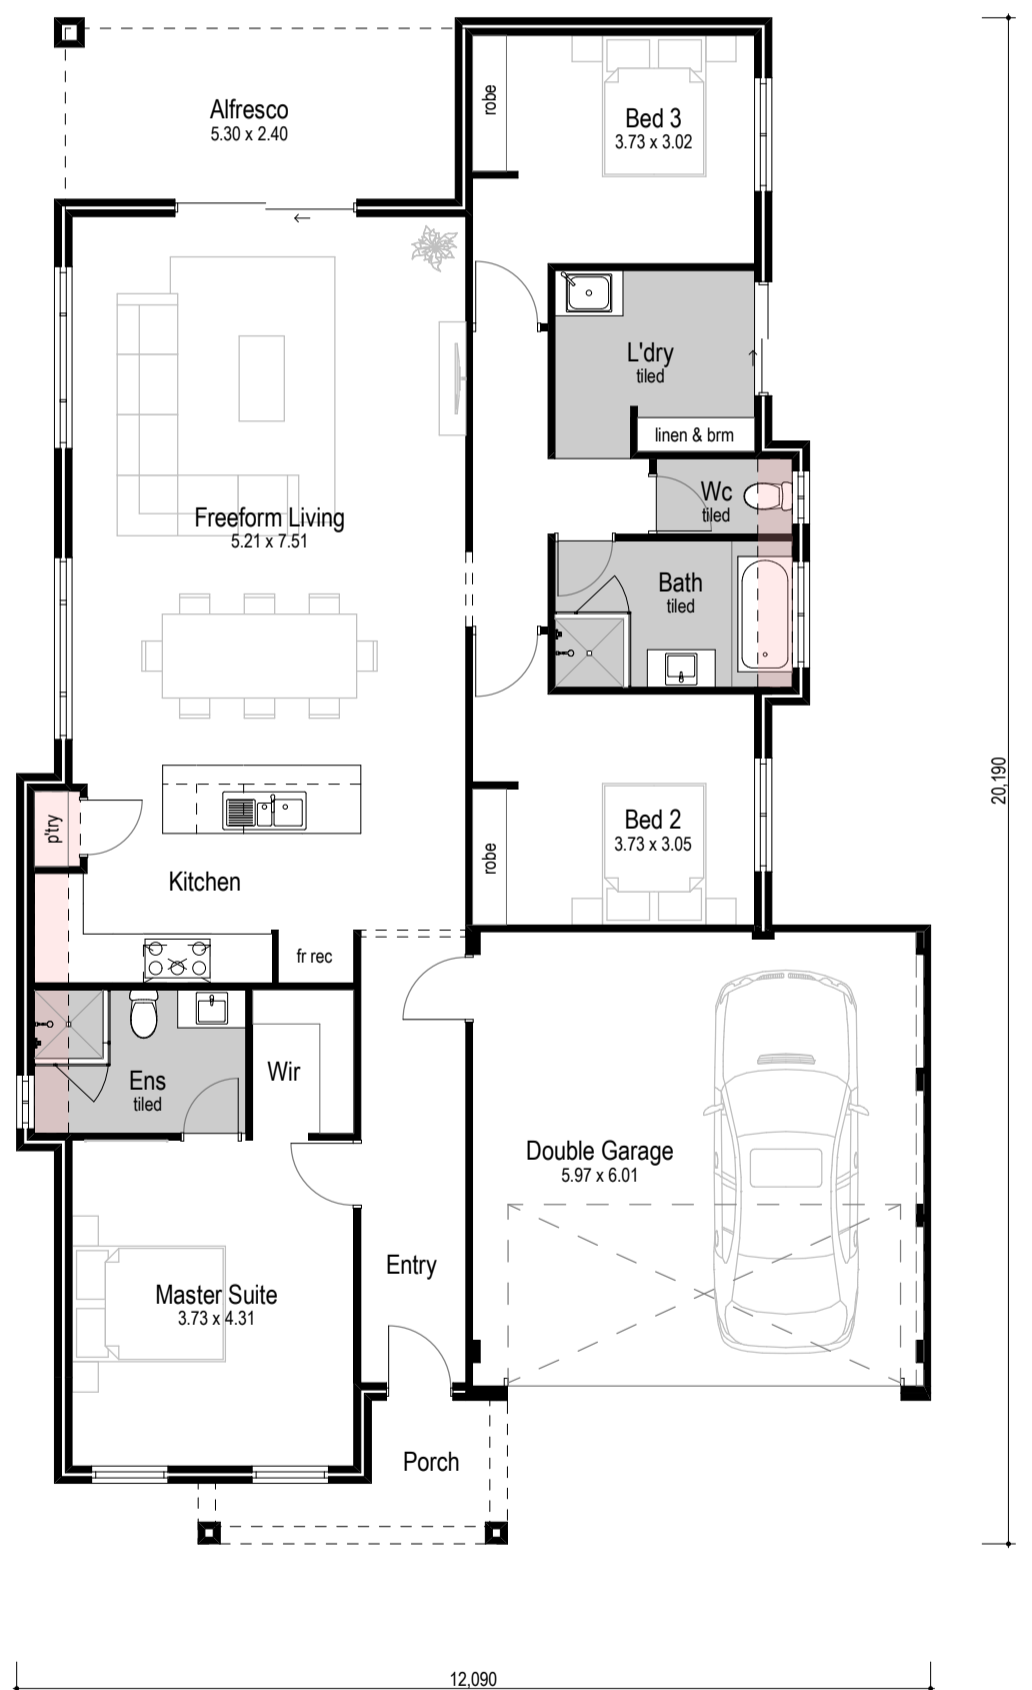 Alfresco
5.30 x 2.40
robe
Bed 3
3.73 x 3.02
L'dry
tiled
linen & brm
Wc
tiled
Freeform Living
5.21 x 7.51
Bath
tiled
20,190
p'try
Bed 2
3.73 x 3.05
robe
Kitchen
fr rec
Wir
Ens
tiled
Double Garage
5.97 x 6.01
Entry
Master Suite
3.73 x 4.31
Porch
12,090